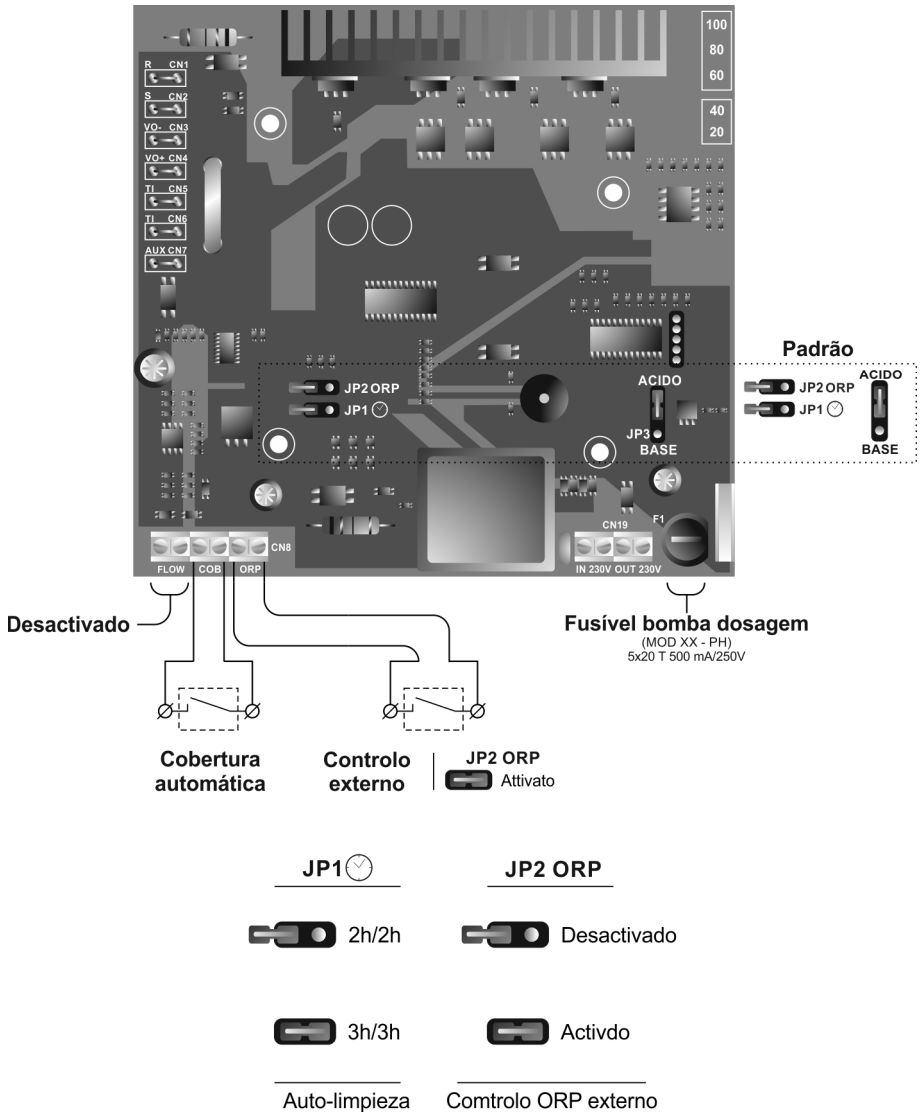 100
80
60
40
20
R CN1
S CN2
VO- CN3
VO+ CN4
TI CN5
TI CN6
AUX CN7
Padrão
JP2 ORP
JP1
ACIDO
JP3
BASE
JP2 ORP
JP1
ACIDO
BASE
CN8
CN19
F1
FLOW COB ORP
IN 230V OUT 230V
Desactivado
Fusível bomba dosagem
(MOD XX - PH)
5x20 T 500 mA/250V
Cobertura
automática
Controlo
externo
JP2 ORP
Attivato
JP1
JP2 ORP
2h/2h
Desactivado
3h/3h
Activdo
Auto-limpieza
Comtrolo ORP externo